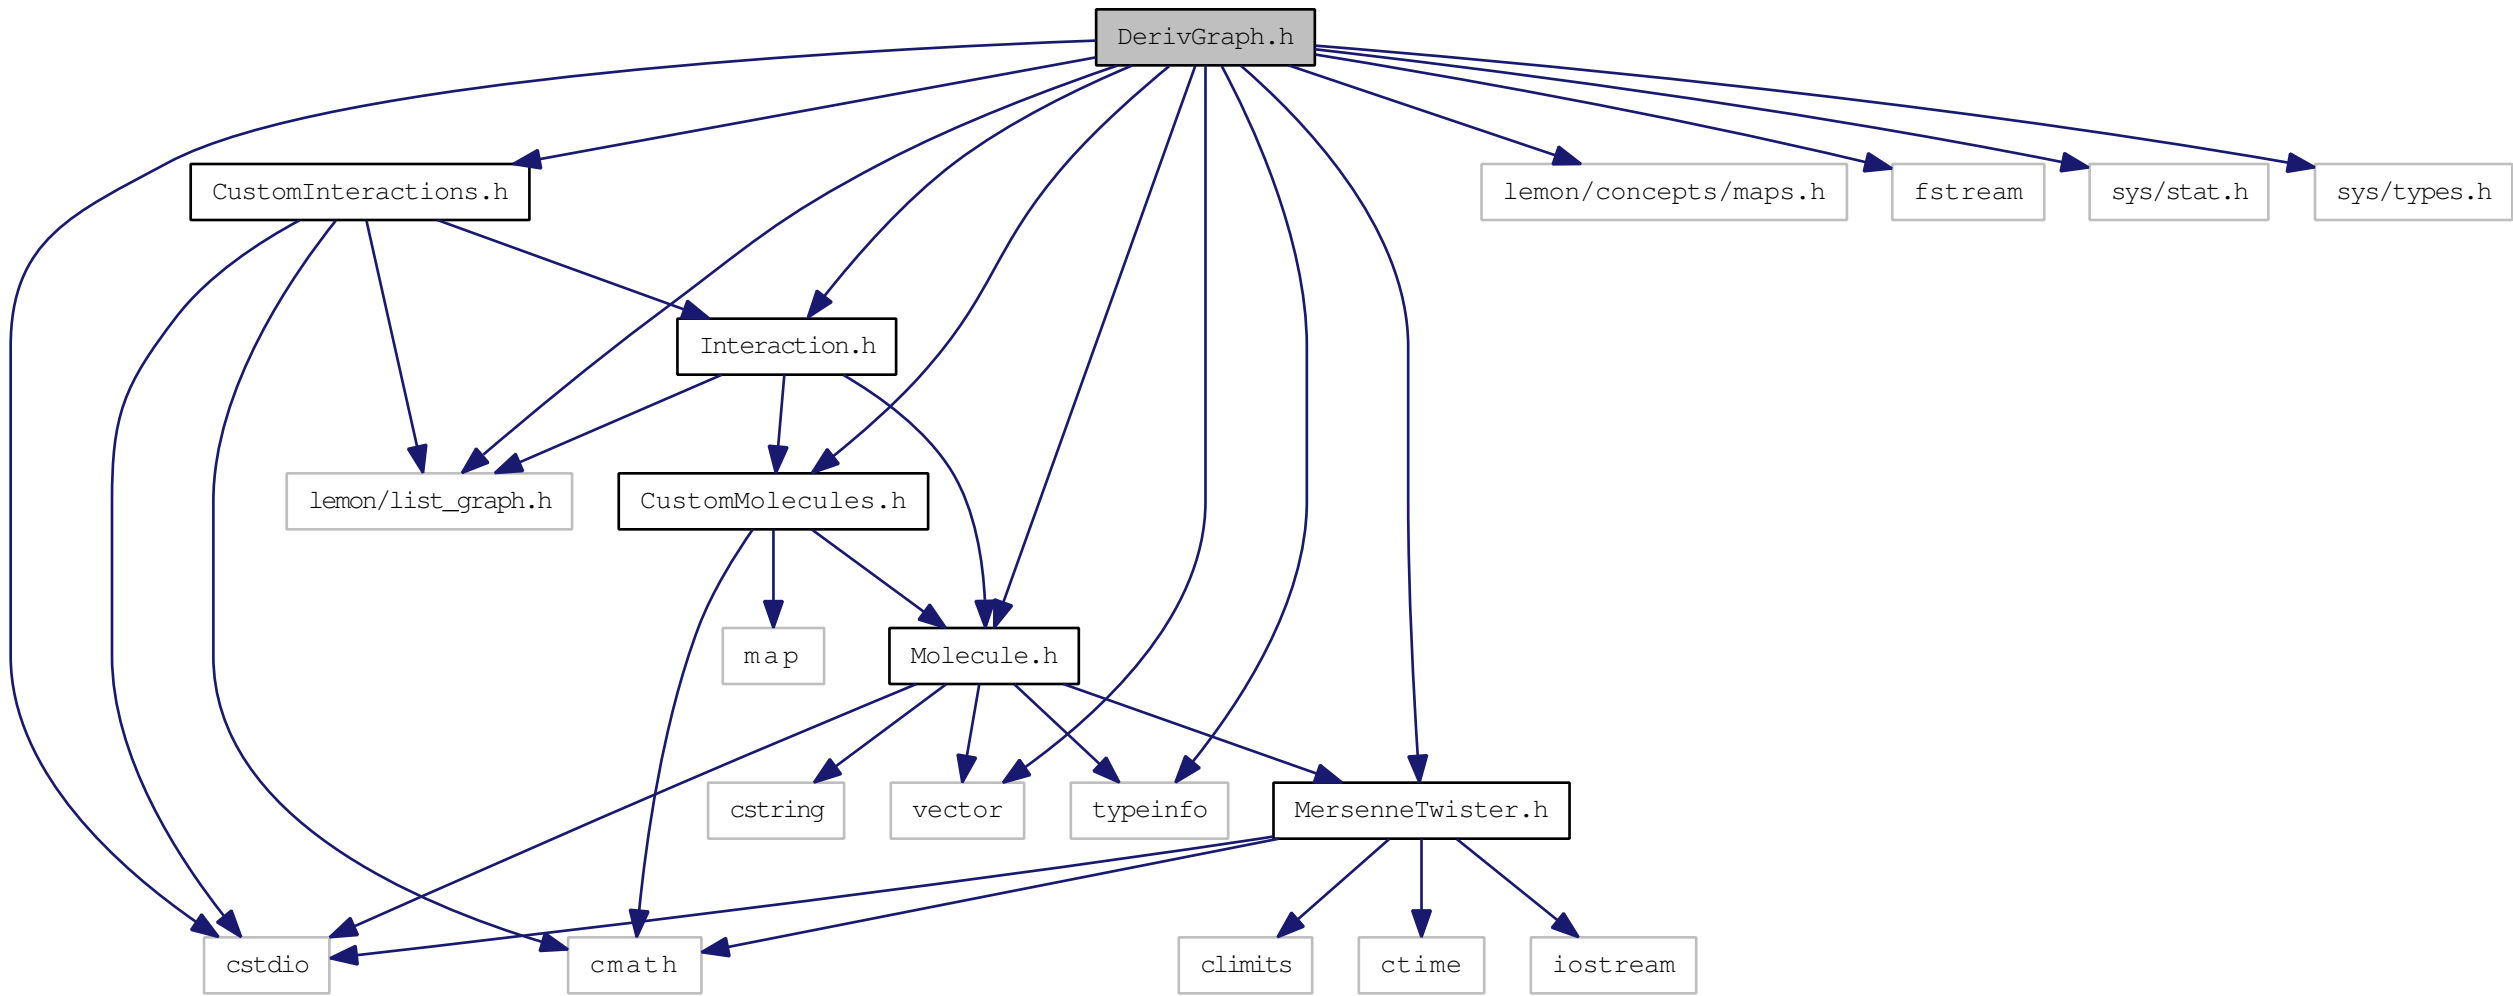 DerivGraph.h
CustomInteractions.h
lemon/concepts/maps.h
fstream
sys/stat.h
sys/types.h
Interaction.h
lemon/list_graph.h
CustomMolecules.h
map
Molecule.h
cstring
vector
typeinfo
MersenneTwister.h
cstdio
cmath
climits
ctime
iostream